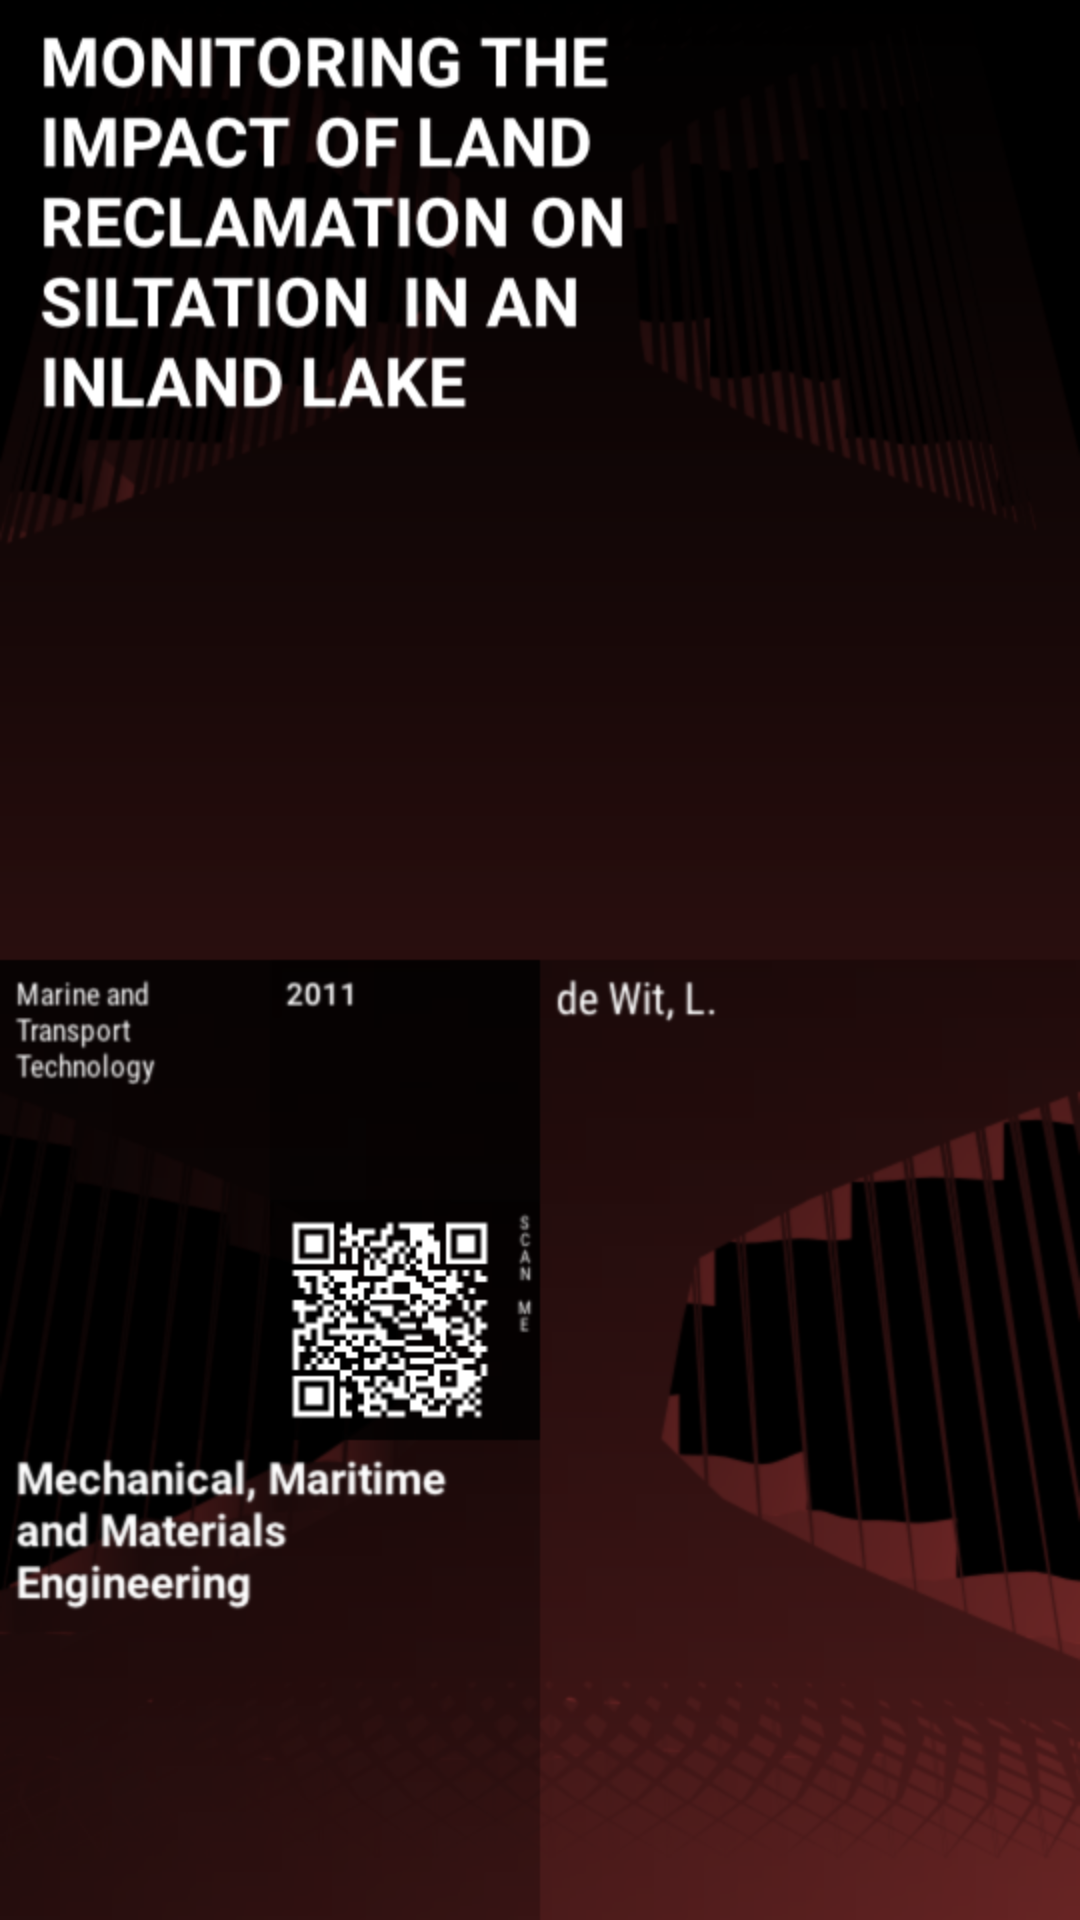 MONITORING THE
IMPACT OF LAND
RECLAMATION ON
SILTATION IN AN
INLAND LAKE
Marine and
Transport
Technology
2011
de Wit, L.
SCAN ME
Mechanical, Maritime
and Materials
Engineering